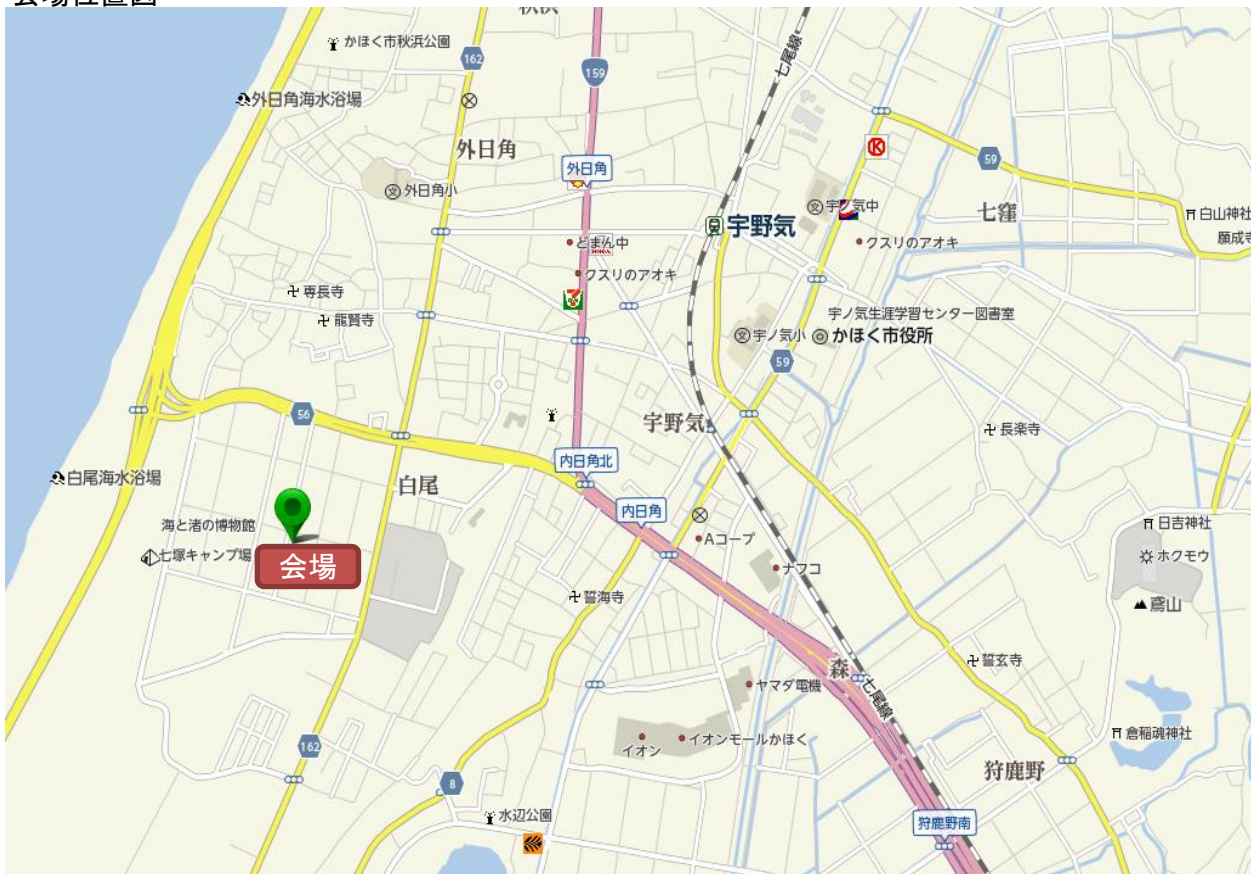 会場位置図
秋浜
かほく市秋浜公園
162
159
七尾線
外日角海水浴場
外日角
外日角
59
外日角小
宇野気
宇ノ気中
七窪
白山神社
願成寺
どまん中
HONDA
クスリのアオキ
クスリのアオキ
専長寺
龍賢寺
宇ノ気生涯学習センター図書室
宇ノ気小
かほく市役所
59
56
宇野気
長楽寺
内日角北
白尾海水浴場
白尾
内日角
海と渚の博物館
日吉神社
Aコープ
七塚キャンプ場
ホクモウ
会場
ナフコ
誓海寺
鳶山
誓玄寺
森
ヤマダ電機
七尾線
イオン
イオンモールかほく
倉稲魂神社
162
狩鹿野
8
水辺公園
狩鹿野南